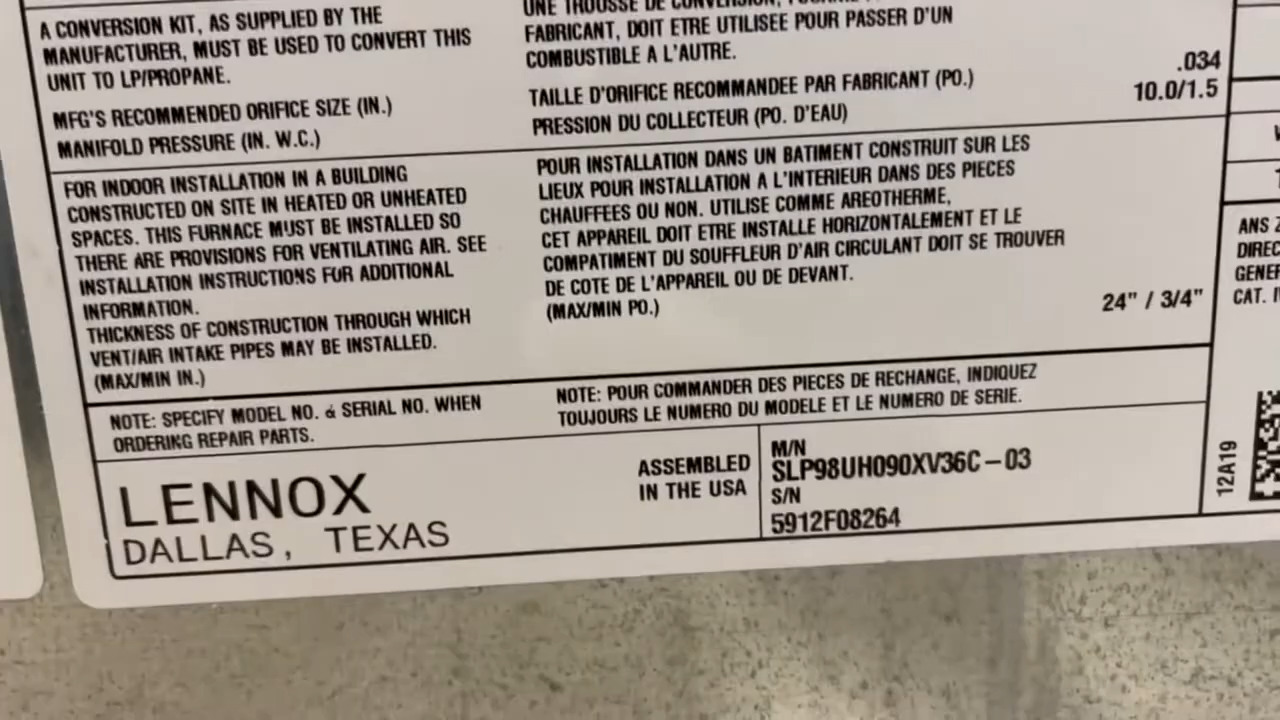 A CONVERSION KIT, AS SUPPLIED BY THE
MANUFACTURER, MUST BE USED TO CONVERT THIS
UNIT TO LP/PROPANE.
MFG'S RECOMMENDED ORIFICE SIZE (IN.)
MANIFOLD PRESSURE (IN. W.C.)
UNE TROUSSE DE CONVERSION,
FABRICANT, DOIT ETRE UTILISEE POUR PASSER D'UN
COMBUSTIBLE A L'AUTRE.
TAILLE D'ORIFICE RECOMMANDEE PAR FABRICANT (PO.)
PRESSION DU COLLECTEUR (PO. D'EAU)
.034
10.0/1.5
FOR INDOOR INSTALLATION IN A BUILDING
CONSTRUCTED ON SITE IN HEATED OR UNHEATED
SPACES. THIS FURNACE MUST BE INSTALLED SO
THERE ARE PROVISIONS FOR VENTILATING AIR. SEE
INSTALLATION INSTRUCTIONS FOR ADDITIONAL
INFORMATION.
THICKNESS OF CONSTRUCTION THROUGH WHICH
VENT/AIR INTAKE PIPES MAY BE INSTALLED.
(MAX/MIN IN.)
POUR INSTALLATION DANS UN BATIMENT CONSTRUIT SUR LES
LIEUX POUR INSTALLATION A L'INTERIEUR DANS DES PIECES
CHAUFFEES OU NON. UTILISE COMME AREOTHERME,
CET APPAREIL DOIT ETRE INSTALLE HORIZONTALEMENT ET LE
COMPATIMENT DU SOUFFLEUR D'AIR CIRCULANT DOIT SE TROUVER
DE COTE DE L'APPAREIL OU DE DEVANT.
(MAX/MIN PO.)
24" / 3/4"
NOTE: SPECIFY MODEL NO. & SERIAL NO. WHEN
ORDERING REPAIR PARTS.
NOTE: POUR COMMANDER DES PIECES DE RECHANGE, INDIQUEZ
TOUJOURS LE NUMERO DU MODELE ET LE NUMERO DE SERIE.
LENNOX
DALLAS, TEXAS
ASSEMBLED
IN THE USA
M/N
SLP98UH090XV36C-03
S/N
5912F08264
ANS
DIREC
GENER
CAT.
12A19